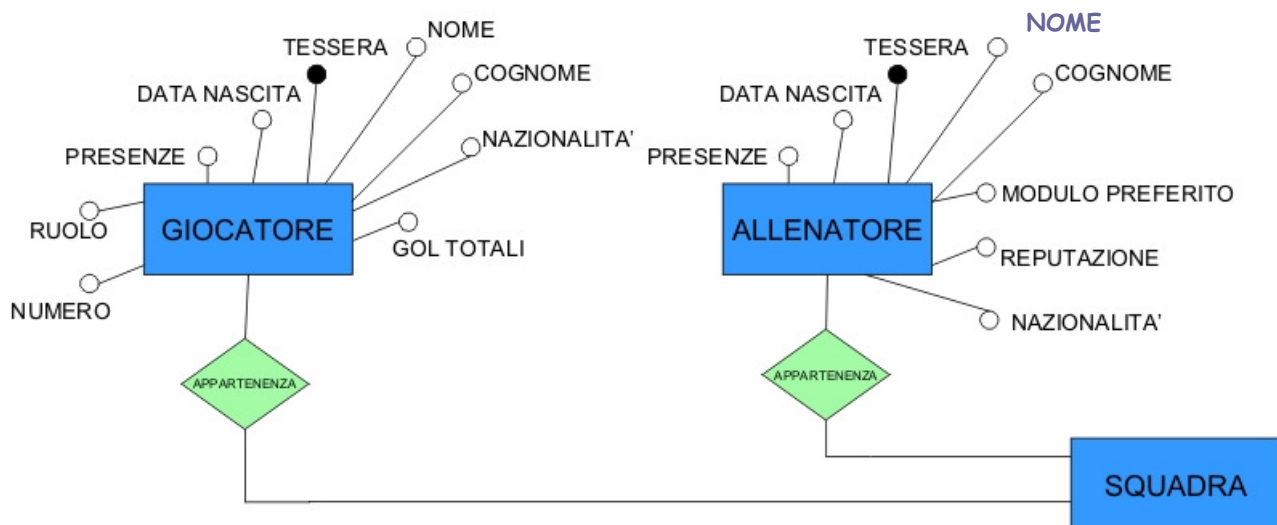 NOME
TESSERA
COGNOME
DATA NASCITA
NAZIONALITA'
PRESENZE
RUOLO
GIOCATORE
GOL TOTALI
NUMERO
APPARTENENZA
NOME
TESSERA
COGNOME
DATA NASCITA
PRESENZE
MODULO PREFERITO
ALLENATORE
REPUTAZIONE
NAZIONALITA'
APPARTENENZA
SQUADRA